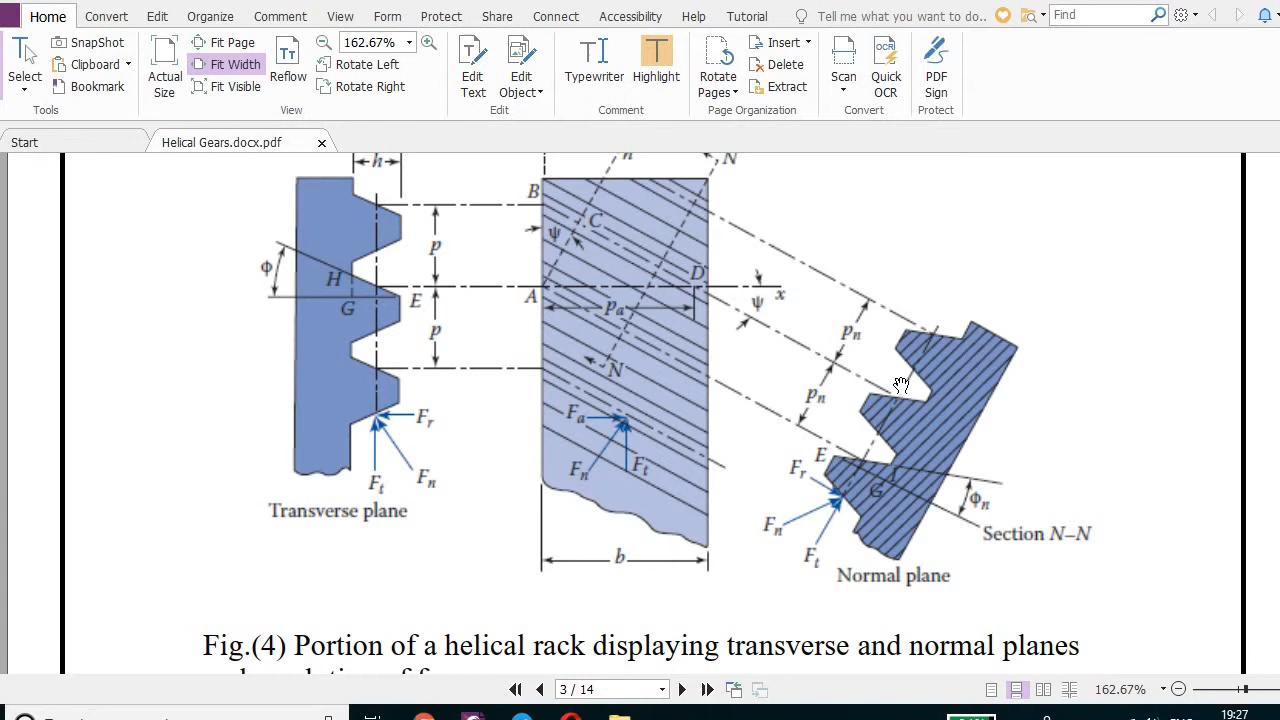 Home Convert Edit Organize Comment View Form Protect Share Connect Accessibility Help Tutorial Tell me what you want to do.. Find
Select
SnapShot
Clipboard
Bookmark
Tools
Actual Size
Fit Page
Fit With
Fit Visible
Reflow
162.67%
Rotate Left
Rotate Right
View
Edit Text
Edit Object
Edit
Typewriter
Highlight
Comment
Rotate Pages
Insert
Delete
Extract
Page Organization
Scan
Quick OCR
Convert
PDF Sign
Protect
Start
Helical Gears.docx.pdf
h n N
B
C
ψ
p
D
ϕ
H
A
E
G
x
pa
ψ
p
pn
N
pn
Fa
Fr
E
Fr
I
G
Fn
Ft
Ft
Fn
ϕn
Fn
Transverse plane
Section N–N
Ft
b
Normal plane
Fig.(4) Portion of a helical rack displaying transverse and normal planes
3 / 14
162.67%
19:27